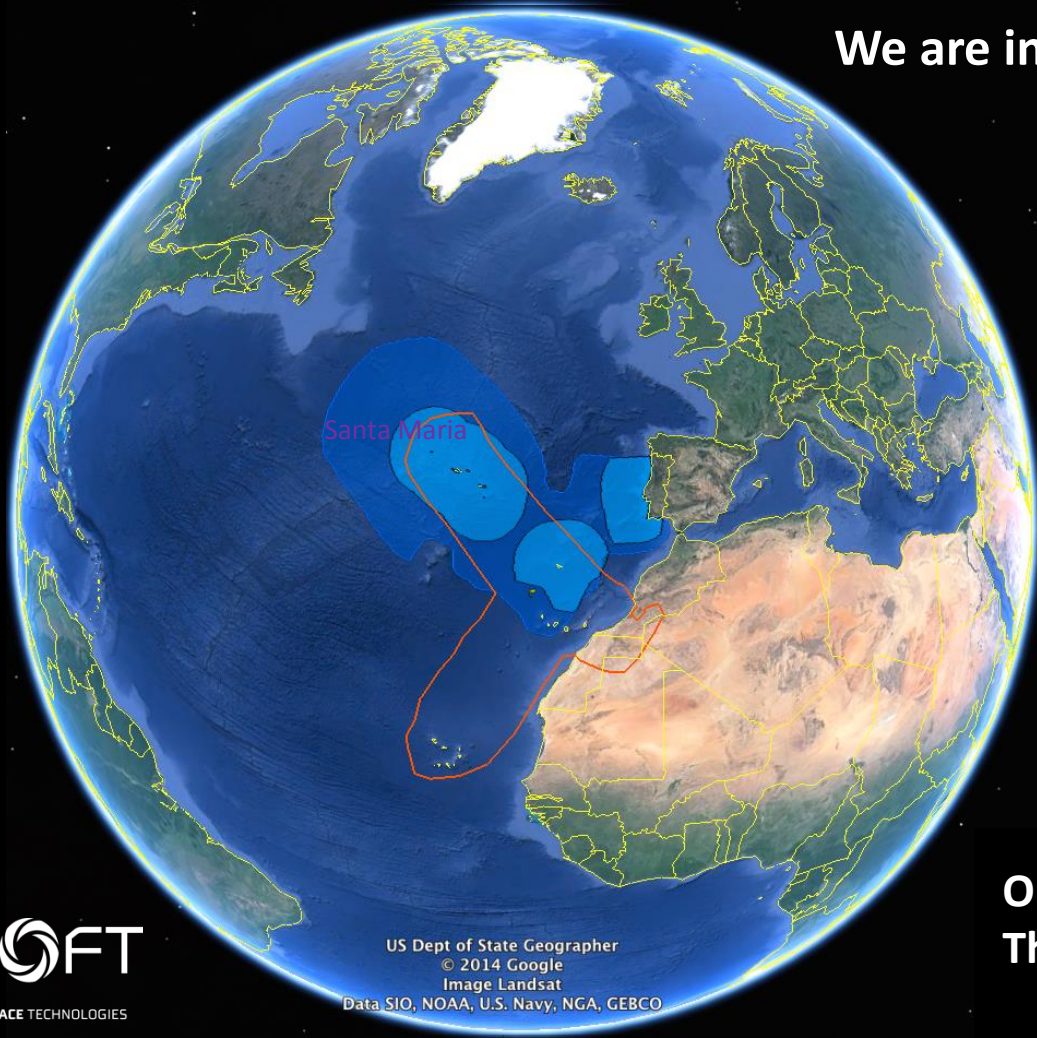 We are in
Santa Maria
O
Th
OFT
ACE TECHNOLOGIES
US Dept of State Geographer
© 2014 Google
Image Landsat
Data SIO, NOAA, U.S. Navy, NGA, GEBCO